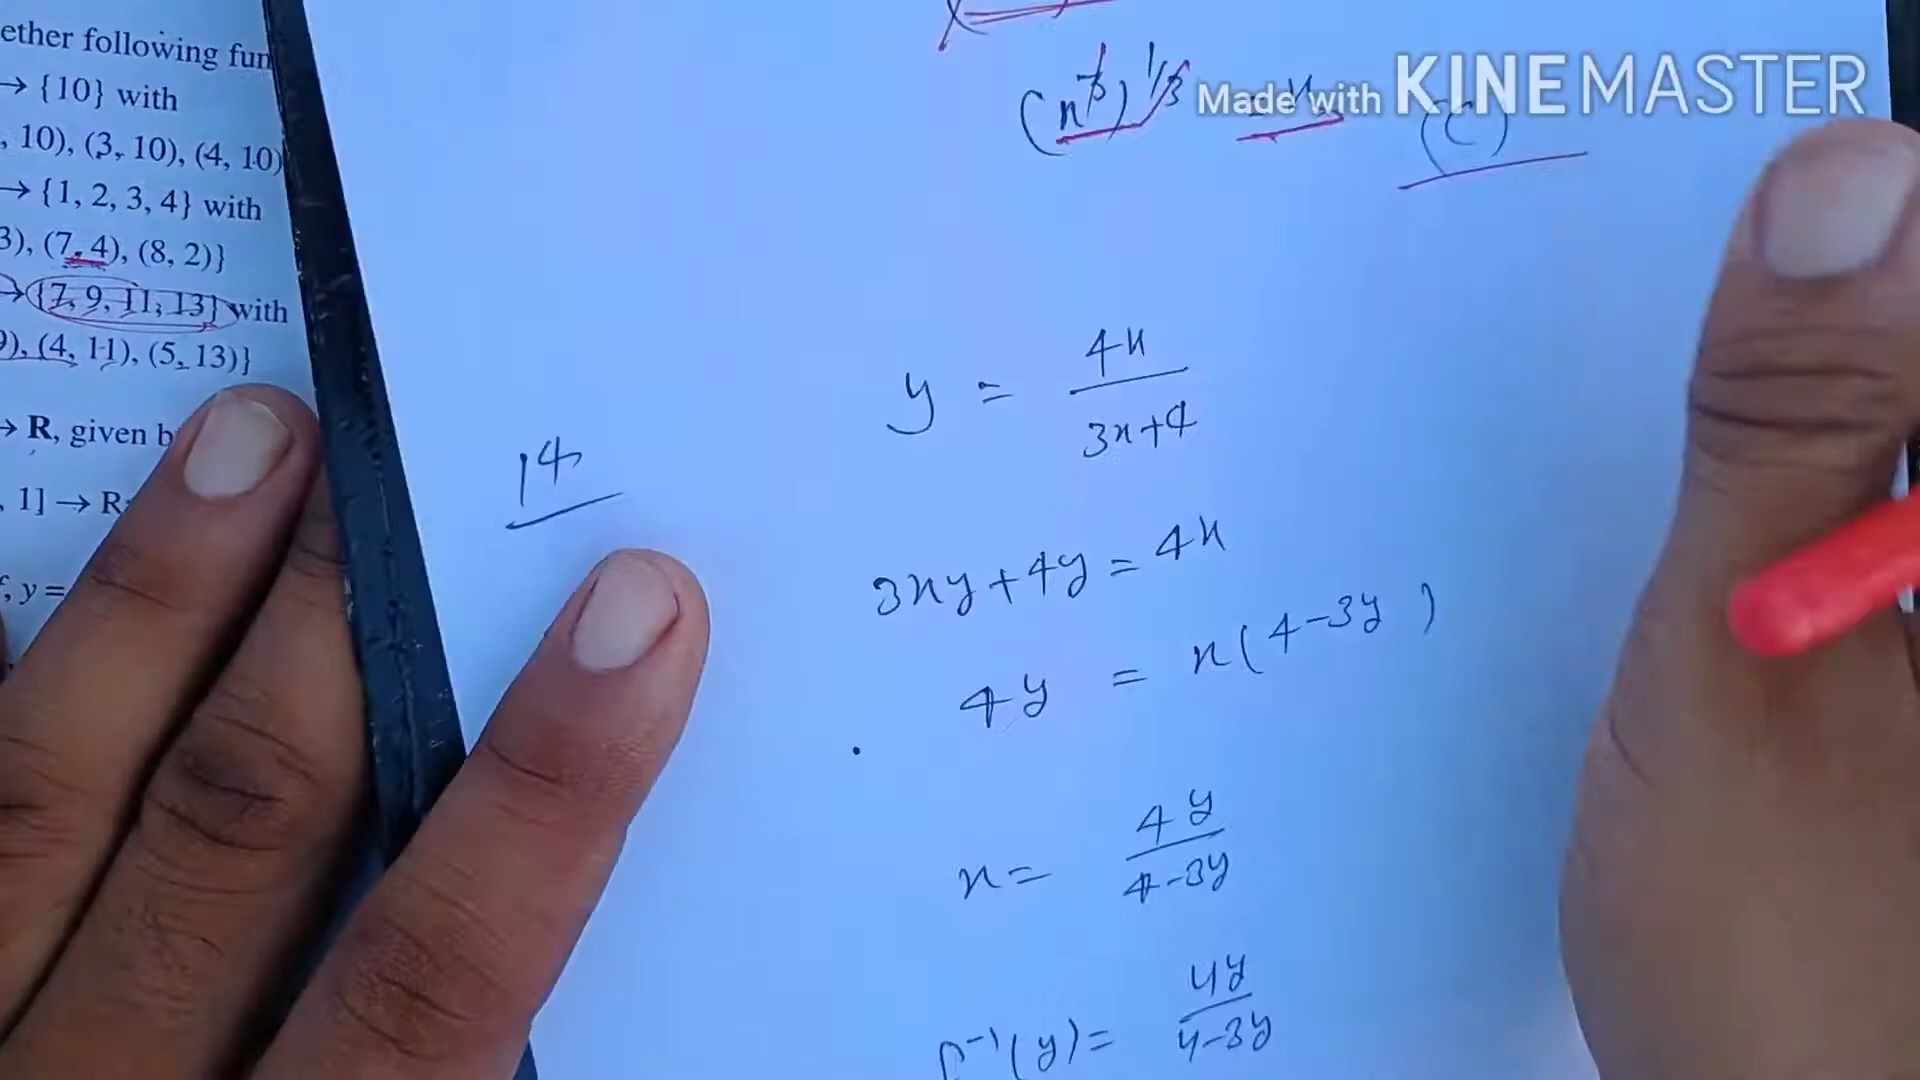 ether following fun
→ {10} with
, 10), (3, 10), (4, 10)
→ {1, 2, 3, 4} with
3), (7, 4), (8, 2)}
→ {7, 9, 11, 13} with
9), (4, 11), (5, 13)}
→ R, given b
, 1] → R
f, y =
(x^3)^1/3 = x
(C)
Made with KINEMASTER
14
y = 4x / 3x+4
3xy + 4y = 4x
4y = x(4-3y)
x = 4y / 4-3y
f^-1(y) = 4y / 4-3y